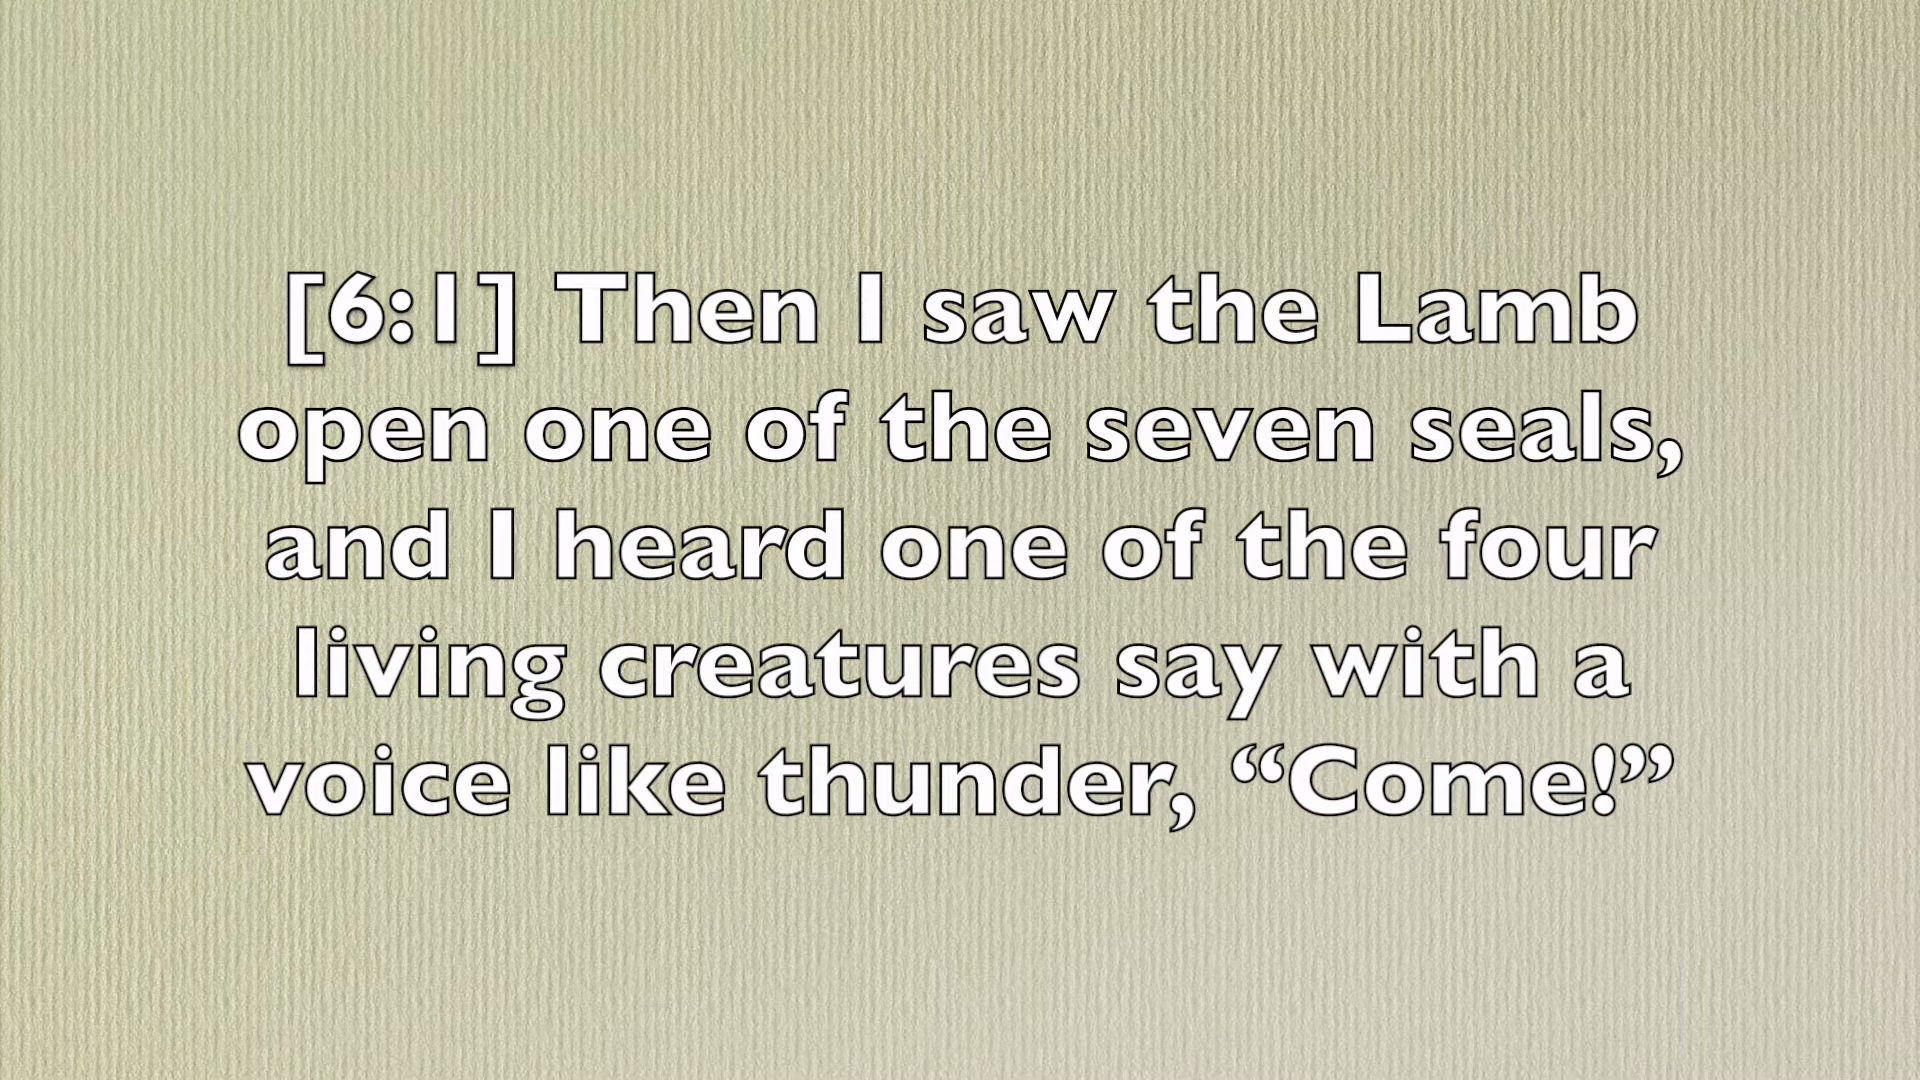 [6:1] Then I saw the Lamb
open one of the seven seals,
and I heard one of the four
living creatures say with a
voice like thunder, “Come!”